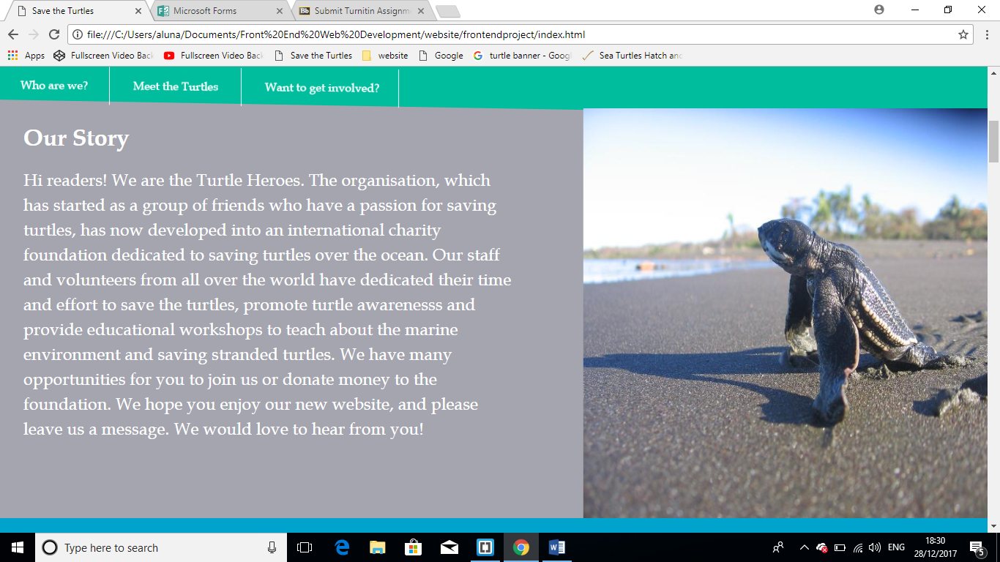 Save the Turtles
Microsoft Forms
Bb Submit Turnitin Assignm
file:///C:/Users/aluna/Documents/Front%20End%20Web%20Development/website/frontendproject/index.html
Apps Fullscreen Video Back Fullscreen Video Back Save the Turtles website Google turtle banner - Goog Sea Turtles Hatch and
Who are we? Meet the Turtles Want to get involved?
Our Story
Hi readers! We are the Turtle Heroes. The organisation, which
has started as a group of friends who have a passion for saving
turtles, has now developed into an international charity
foundation dedicated to saving turtles over the ocean. Our staff
and volunteers from all over the world have dedicated their time
and effort to save the turtles, promote turtle awarenesss and
provide educational workshops to teach about the marine
environment and saving stranded turtles. We have many
opportunities for you to join us or donate money to the
foundation. We hope you enjoy our new website, and please
leave us a message. We would love to hear from you!
Type here to search
ENG
18:30
28/12/2017
5